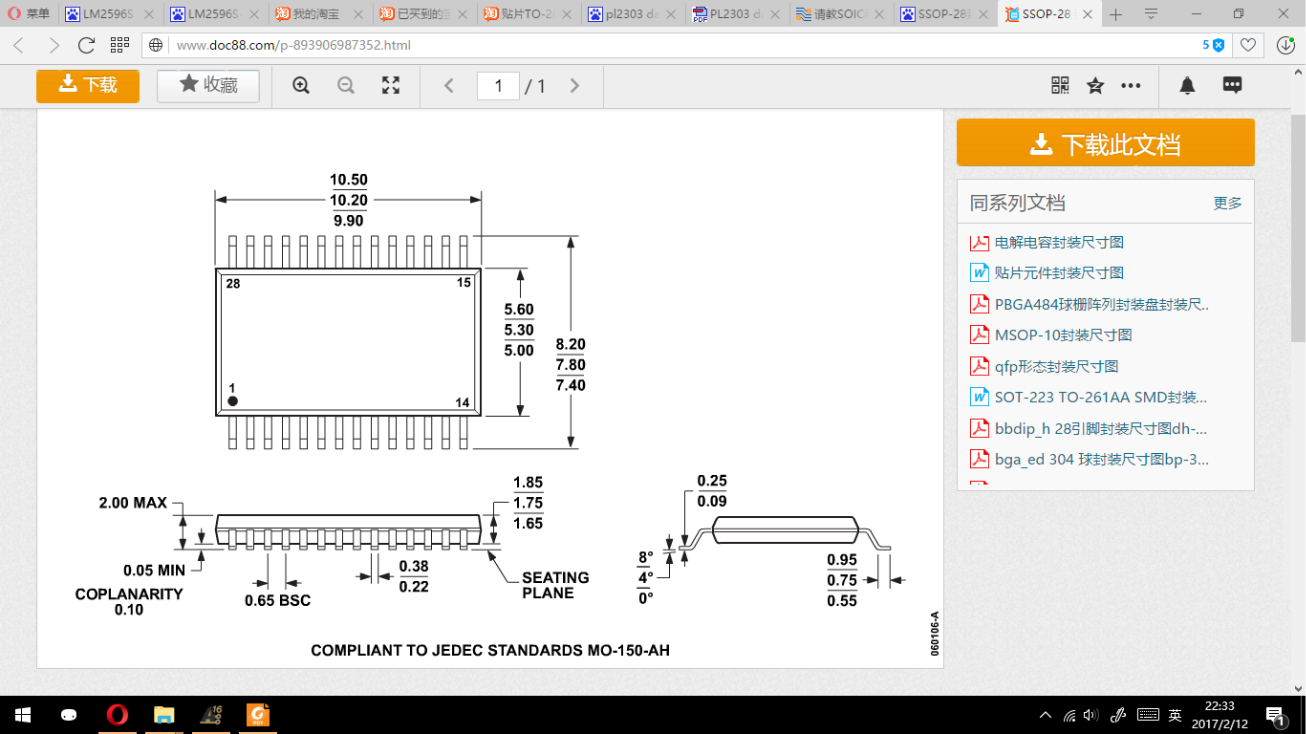 菜单
LM2596S
LM2596S
我的淘宝
已买到的
贴片TO-2
pl2303 da
PL2303 d
请教SOIC
SSOP-28
SSOP-28
www.doc88.com/p-893906987352.html
5
下载
收藏
1
/ 1
10.50
10.20
9.90
28
15
1
14
5.60
5.30
5.00
8.20
7.80
7.40
2.00 MAX
1.85
1.75
1.65
0.05 MIN
COPLANARITY
0.10
0.65 BSC
0.38
0.22
SEATING
PLANE
0.25
0.09
8°
4°
0°
0.95
0.75
0.55
060106-A
COMPLIANT TO JEDEC STANDARDS MO-150-AH
下载此文档
同系列文档
更多
电解电容封装尺寸图
贴片元件封装尺寸图
PBGA484球栅阵列封装盘封装尺..
MSOP-10封装尺寸图
qfp形态封装尺寸图
SOT-223 TO-261AA SMD封装...
bbdip_h 28引脚封装尺寸图dh-...
bga_ed 304 球封装尺寸图bp-3...
英
22:33
2017/2/12
1